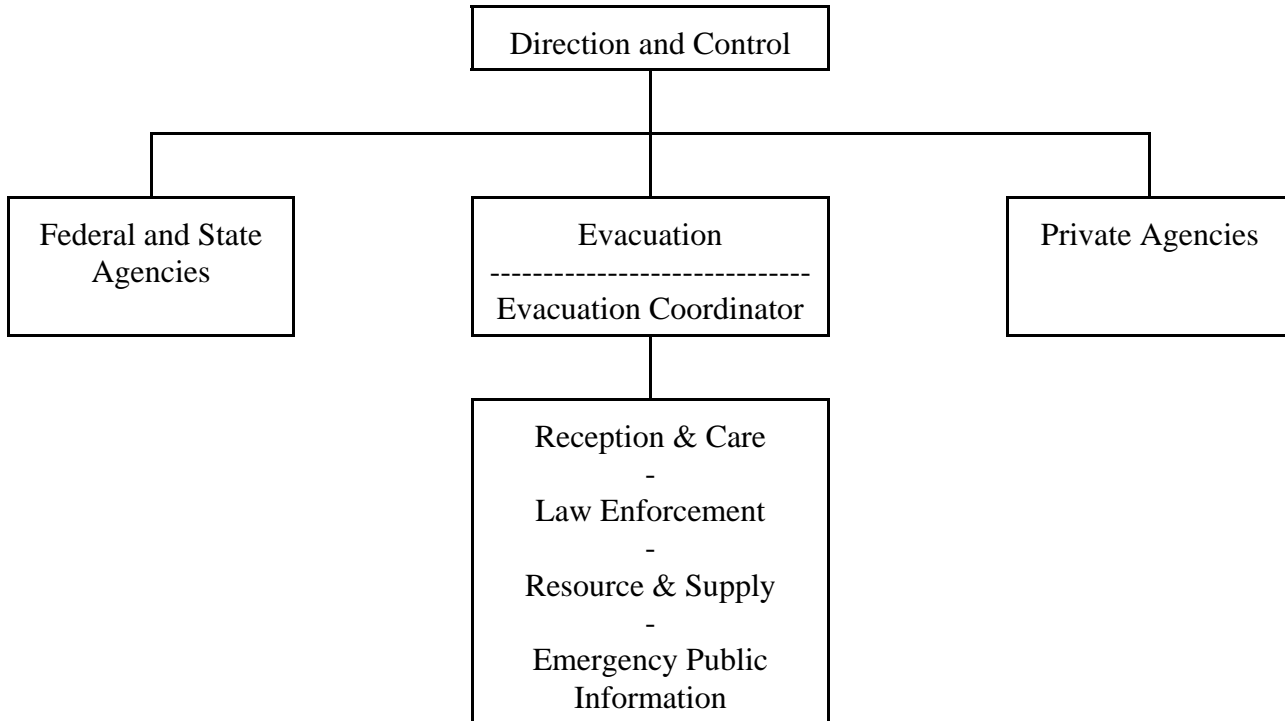 Direction and Control
Federal and State
Agencies
Evacuation
------------------------------
Evacuation Coordinator
Private Agencies
Reception & Care
-
Law Enforcement
-
Resource & Supply
-
Emergency Public
Information